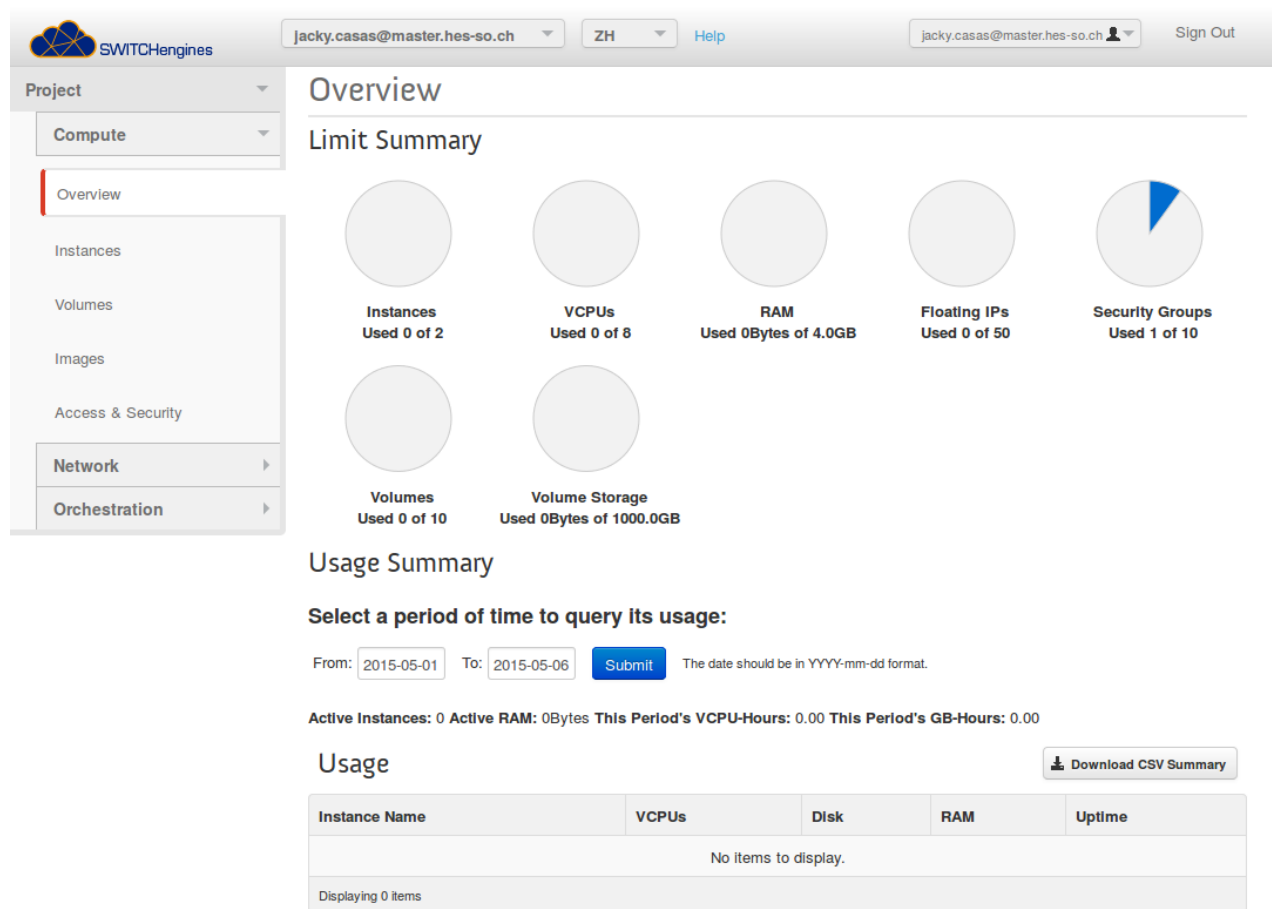 SWITCHengines
jacky.casas@master.hes-so.ch ZH Help jacky.casas@master.hes-so.ch Sign Out
Project
Compute
Overview
Instances
Volumes
Images
Access & Security
Network
Orchestration
Overview
Limit Summary
Instances
Used 0 of 2
VCPUs
Used 0 of 8
RAM
Used 0Bytes of 4.0GB
Floating IPs
Used 0 of 50
Security Groups
Used 1 of 10
Volumes
Used 0 of 10
Volume Storage
Used 0Bytes of 1000.0GB
Usage Summary
Select a period of time to query its usage:
From: 2015-05-01 To: 2015-05-06 Submit The date should be in YYYY-mm-dd format.
Active Instances: 0 Active RAM: 0Bytes This Period's VCPU-Hours: 0.00 This Period's GB-Hours: 0.00
Usage
Download CSV Summary
Instance Name VCPUs Disk RAM Uptime
No items to display.
Displaying 0 items